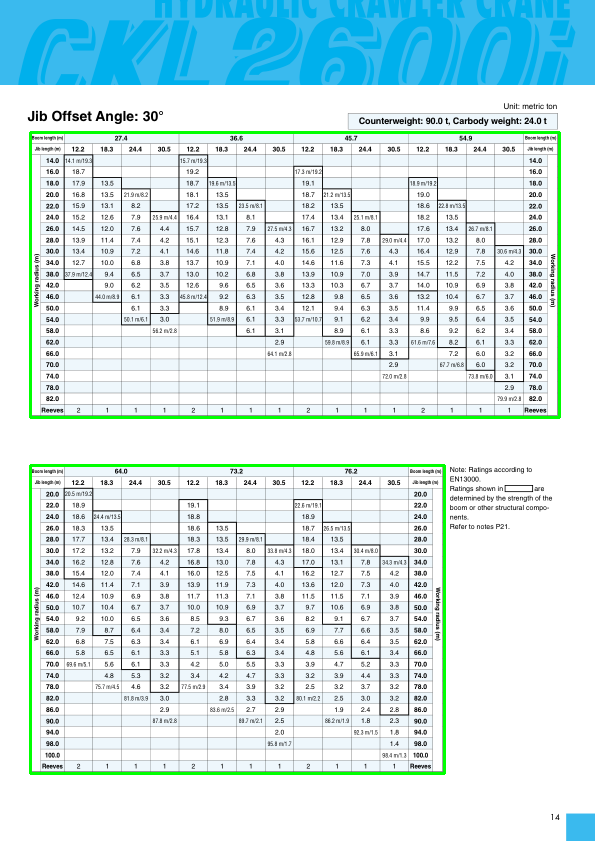 HYDRAULIC CRAWLER CRANE
CKL2600i
Unit: metric ton
Jib Offset Angle: 30°
Counterweight: 90.0 t, Carbody weight: 24.0 t
Boom length (m) 27.4 36.6 45.7 54.9 Boom length (m)
Jib length (m) 12.2 18.3 24.4 30.5 12.2 18.3 24.4 30.5 12.2 18.3 24.4 30.5 12.2 18.3 24.4 30.5 Jib length (m)
Working radius (m)
14.0 14.1 m/19.3 15.7 m/19.3 14.0
16.0 18.7 19.2 17.3 m/19.2 16.0
18.0 17.9 13.5 18.7 19.6 m/13.5 19.1 18.9 m/19.2 18.0
20.0 16.8 13.5 21.9 m/8.2 18.1 13.5 18.7 21.2 m/13.5 19.0 20.0
22.0 15.9 13.1 8.2 17.2 13.5 23.5 m/8.1 18.2 13.5 18.6 22.8 m/13.5 22.0
24.0 15.2 12.6 7.9 25.9 m/4.4 16.4 13.1 8.1 17.4 13.4 25.1 m/8.1 18.2 13.5 24.0
26.0 14.5 12.0 7.6 4.4 15.7 12.8 7.9 27.5 m/4.3 16.7 13.2 8.0 17.6 13.4 26.7 m/8.1 26.0
28.0 13.9 11.4 7.4 4.2 15.1 12.3 7.6 4.3 16.1 12.9 7.8 29.0 m/4.4 17.0 13.2 8.0 28.0
30.0 13.4 10.9 7.2 4.1 14.6 11.8 7.4 4.2 15.6 12.5 7.6 4.3 16.4 12.9 7.8 30.6 m/4.3 30.0
34.0 12.7 10.0 6.8 3.8 13.7 10.9 7.1 4.0 14.6 11.6 7.3 4.1 15.5 12.2 7.5 4.2 34.0
38.0 37.9 m/12.4 9.4 6.5 3.7 13.0 10.2 6.8 3.8 13.9 10.9 7.0 3.9 14.7 11.5 7.2 4.0 38.0
42.0 9.0 6.2 3.5 12.6 9.6 6.5 3.6 13.3 10.3 6.7 3.7 14.0 10.9 6.9 3.8 42.0
46.0 44.0 m/8.9 6.1 3.3 45.8 m/12.4 9.2 6.3 3.5 12.8 9.8 6.5 3.6 13.2 10.4 6.7 3.7 46.0
50.0 6.1 3.3 8.9 6.1 3.4 12.1 9.4 6.3 3.5 11.4 9.9 6.5 3.6 50.0
54.0 50.1 m/6.1 3.0 51.9 m/8.9 6.1 3.3 53.7 m/10.7 9.1 6.2 3.4 9.9 9.5 6.4 3.5 54.0
58.0 56.2 m/2.8 6.1 3.1 8.9 6.1 3.3 8.6 9.2 6.2 3.4 58.0
62.0 2.9 59.8 m/8.9 6.1 3.3 61.6 m/7.6 8.2 6.1 3.3 62.0
66.0 64.1 m/2.8 65.9 m/6.1 3.1 7.2 6.0 3.2 66.0
70.0 2.9 67.7 m/6.8 6.0 3.2 70.0
74.0 72.0 m/2.8 73.8 m/6.0 3.1 74.0
78.0 2.9 78.0
82.0 79.9 m/2.8 82.0
Reeves 2 1 1 1 2 1 1 1 2 1 1 1 2 1 1 1 Reeves
Working radius (m)
Boom length (m) 64.0 73.2 76.2 Boom length (m)
Jib length (m) 12.2 18.3 24.4 30.5 12.2 18.3 24.4 30.5 12.2 18.3 24.4 30.5 Jib length (m)
Working radius (m)
20.0 20.5 m/19.2 20.0
22.0 18.9 19.1 22.6 m/19.1 22.0
24.0 18.6 24.4 m/13.5 18.8 18.9 24.0
26.0 18.3 13.5 18.6 13.5 18.7 26.5 m/13.5 26.0
28.0 17.7 13.4 28.3 m/8.1 18.3 13.5 29.9 m/8.1 18.4 13.5 28.0
30.0 17.2 13.2 7.9 32.2 m/4.3 17.8 13.4 8.0 33.8 m/4.3 18.0 13.4 30.4 m/8.0 30.0
34.0 16.2 12.8 7.6 4.2 16.8 13.0 7.8 4.3 17.0 13.1 7.8 34.3 m/4.3 34.0
38.0 15.4 12.0 7.4 4.1 16.0 12.5 7.5 4.1 16.2 12.7 7.5 4.2 38.0
42.0 14.6 11.4 7.1 3.9 13.9 11.9 7.3 4.0 13.6 12.0 7.3 4.0 42.0
46.0 12.4 10.9 6.9 3.8 11.7 11.3 7.1 3.8 11.5 11.5 7.1 3.9 46.0
50.0 10.7 10.4 6.7 3.7 10.0 10.9 6.9 3.7 9.7 10.6 6.9 3.8 50.0
54.0 9.2 10.0 6.5 3.6 8.5 9.3 6.7 3.6 8.2 9.1 6.7 3.7 54.0
58.0 7.9 8.7 6.4 3.4 7.2 8.0 6.5 3.5 6.9 7.7 6.6 3.5 58.0
62.0 6.8 7.5 6.3 3.4 6.1 6.9 6.4 3.4 5.8 6.6 6.4 3.5 62.0
66.0 5.8 6.5 6.1 3.3 5.1 5.8 6.3 3.4 4.8 5.6 6.1 3.4 66.0
70.0 69.6 m/5.1 5.6 6.1 3.3 4.2 5.0 5.5 3.3 3.9 4.7 5.2 3.3 70.0
74.0 4.8 5.3 3.2 3.4 4.2 4.7 3.3 3.2 3.9 4.4 3.3 74.0
78.0 75.7 m/4.5 4.6 3.2 77.5 m/2.9 3.4 3.9 3.2 2.5 3.2 3.7 3.2 78.0
82.0 81.8 m/3.9 3.0 2.8 3.3 3.2 80.1 m/2.2 2.5 3.0 3.2 82.0
86.0 2.9 83.6 m/2.5 2.7 2.9 1.9 2.4 2.8 86.0
90.0 87.8 m/2.8 89.7 m/2.1 2.5 86.2 m/1.9 1.8 2.3 90.0
94.0 2.0 92.3 m/1.5 1.8 94.0
98.0 95.8 m/1.7 1.4 98.0
100.0 98.4 m/1.3 100.0
Reeves 2 1 1 1 2 1 1 1 2 1 1 1 Reeves
Working radius (m)
Note: Ratings according to
EN13000.
Ratings shown in are
determined by the strength of the
boom or other structural compo-
nents.
Refer to notes P21.
14